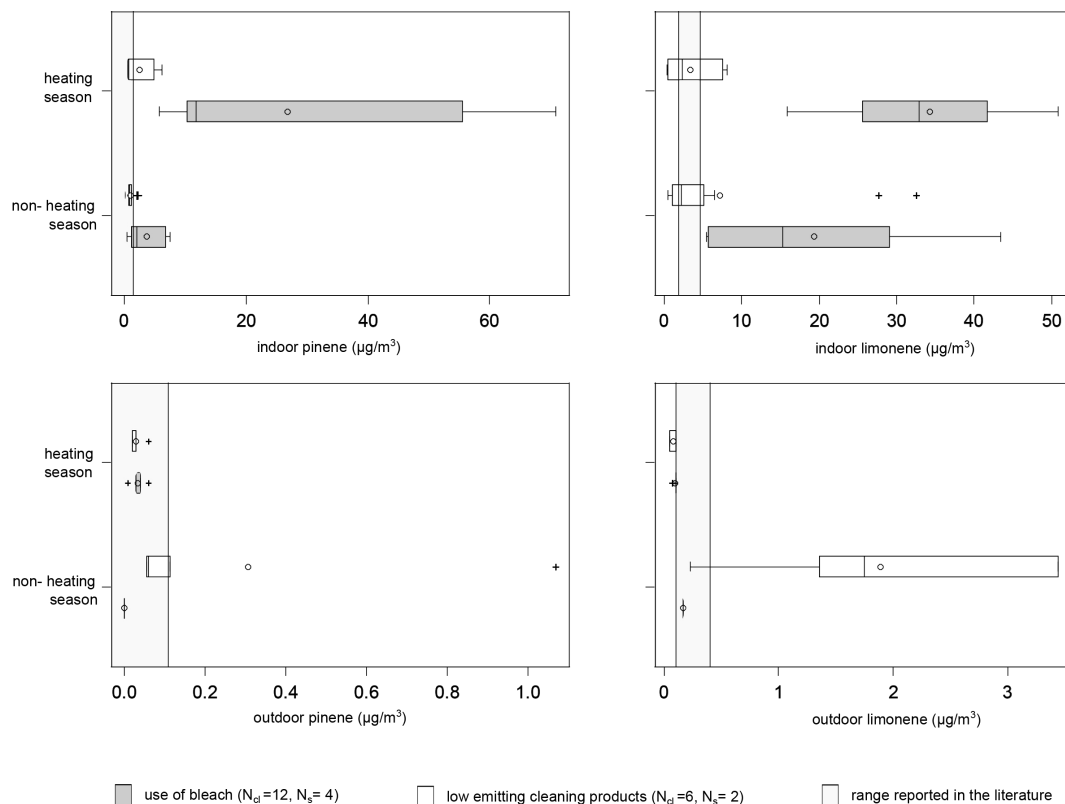 heating
season
non- heating
season
0 20 40 60
indoor pinene (µg/m³)
0 10 20 30 40 50
indoor limonene (µg/m³)
heating
season
non- heating
season
0.0 0.2 0.4 0.6 0.8 1.0
outdoor pinene (µg/m³)
0 1 2 3
outdoor limonene (µg/m³)
use of bleach (Ncl =12, Ns= 4) low emitting cleaning products (Ncl =6, Ns= 2) range reported in the literature